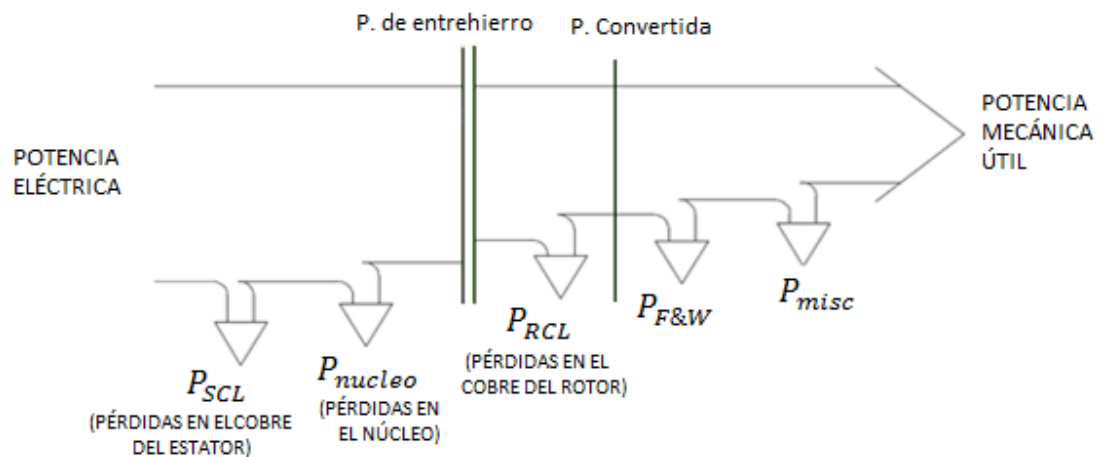 P. de entrehierro
P. Convertida
POTENCIA
ELÉCTRICA
POTENCIA
MECÁNICA
ÚTIL
P_SCL
(PÉRDIDAS EN ELCOBRE
DEL ESTATOR)
P_nucleo
(PÉRDIDAS EN
EL NÚCLEO)
P_RCL
(PÉRDIDAS EN EL
COBRE DEL ROTOR)
P_F&W
P_misc